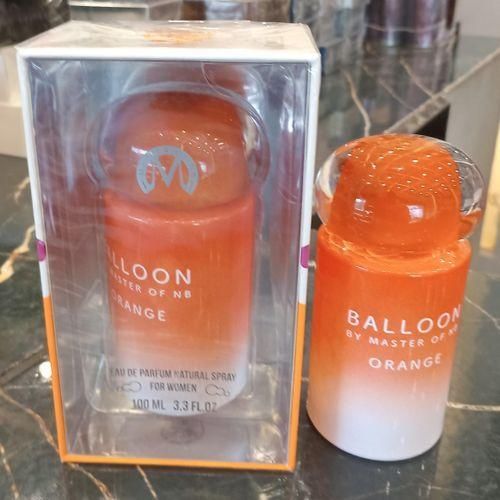 M
LLOON
MASTER OF NB
ORANGE
EAU DE PARFUM NATURAL SPRAY
FOR WOMEN
100 ML 3.3 FL.OZ
BALLOON
BY MASTER OF NB
ORANGE